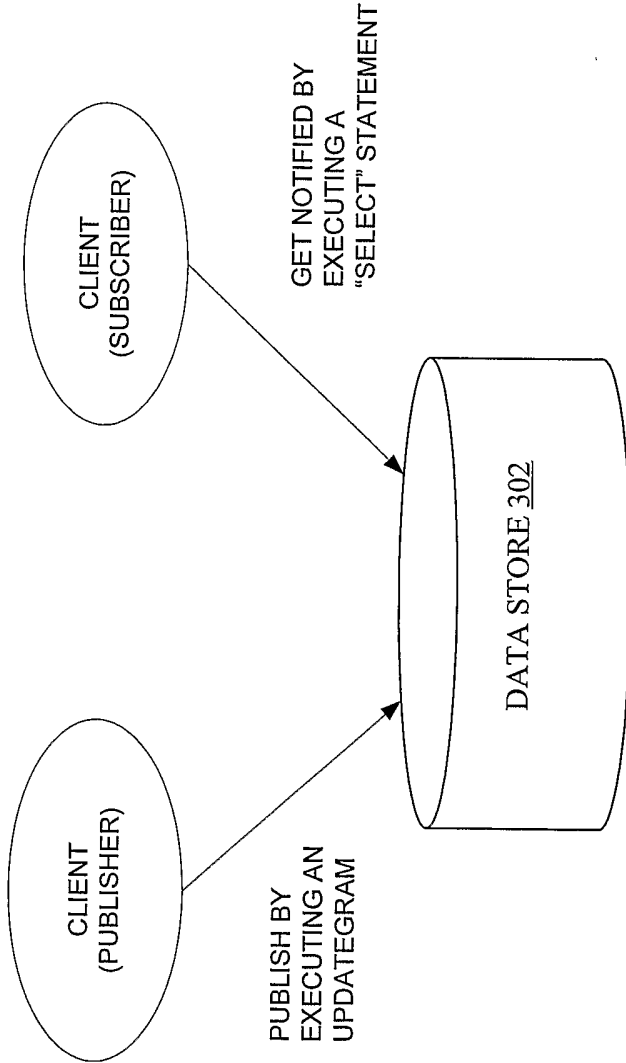 CLIENT
(PUBLISHER)
CLIENT
(SUBSCRIBER)
PUBLISH BY
EXECUTING AN
UPDATEGRAM
GET NOTIFIED BY
EXECUTING A
“SELECT” STATEMENT
DATA STORE 302